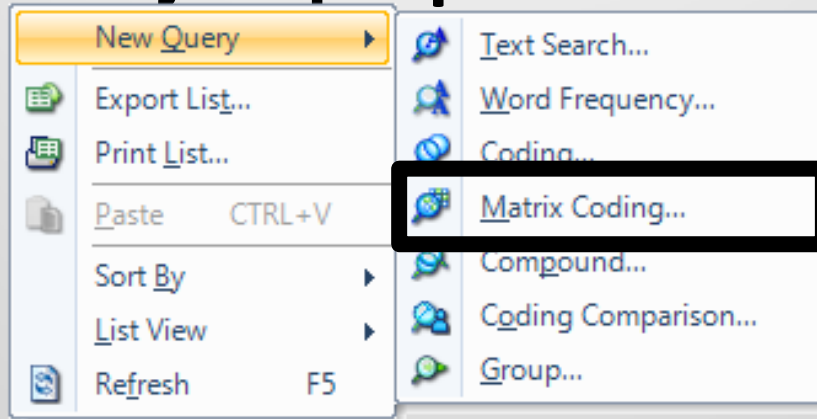 New Query
Export List...
Print List...
Paste CTRL+V
Sort By
List View
Refresh F5
Text Search...
Word Frequency...
Coding...
Matrix Coding...
Compound...
Coding Comparison...
Group...